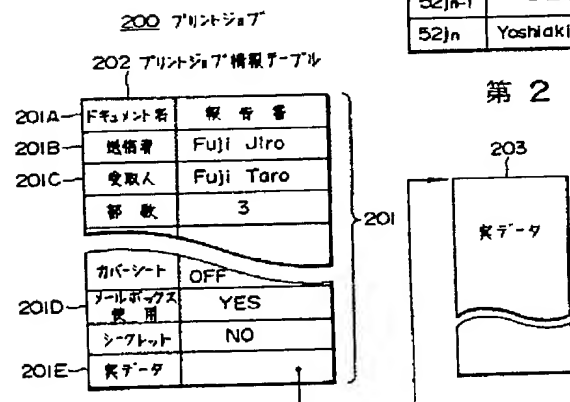 200 プリントジョブ
202 プリントジョブ情報テーブル
201A ドキュメント名 報告書
201B 送信者 Fuji Jiro
201C 受取人 Fuji Taro
部数 3
201
カバーシート OFF
201D メールボックス使用 YES
シークレット NO
201E 実データ
52jn-1
52jn Yoshiaki
第 2
203
実データ